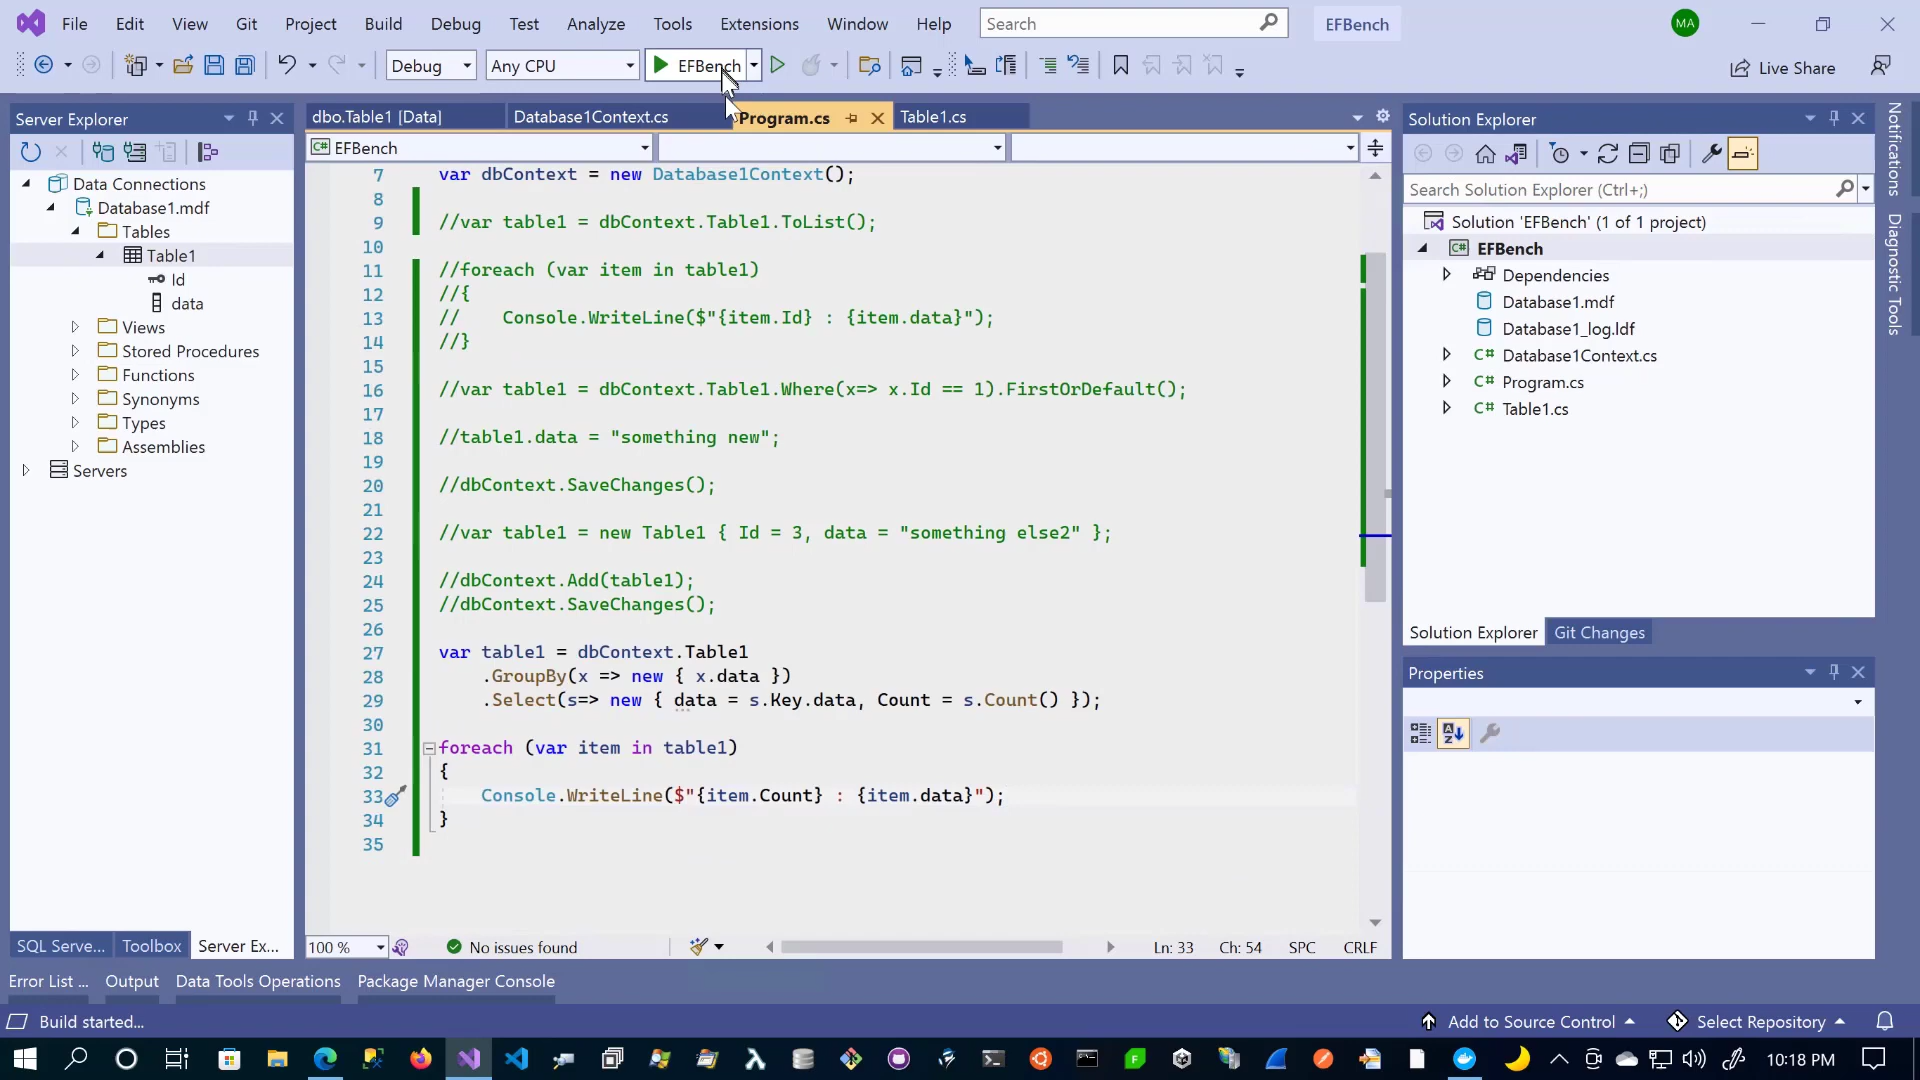 File Edit View Git Project Build Debug Test Analyze Tools Extensions Window Help Search EFBench MA
Debug Any CPU EFBench Live Share
Server Explorer
Data Connections
Database1.mdf
Tables
Table1
Id
data
Views
Stored Procedures
Functions
Synonyms
Types
Assemblies
Servers
SQL Serve... Toolbox Server Ex...
dbo.Table1 [Data] Database1Context.cs Program.cs Table1.cs
C# EFBench
7 var dbContext = new Database1Context();
8
9 //var table1 = dbContext.Table1.ToList();
10
11 //foreach (var item in table1)
12 //{
13 //    Console.WriteLine($"{item.Id} : {item.data}");
14 //}
15
16 //var table1 = dbContext.Table1.Where(x=> x.Id == 1).FirstOrDefault();
17
18 //table1.data = "something new";
19
20 //dbContext.SaveChanges();
21
22 //var table1 = new Table1 { Id = 3, data = "something else2" };
23
24 //dbContext.Add(table1);
25 //dbContext.SaveChanges();
26
27 var table1 = dbContext.Table1
28     .GroupBy(x => new { x.data })
29     .Select(s=> new { data = s.Key.data, Count = s.Count() });
30
31 foreach (var item in table1)
32 {
33     Console.WriteLine($"{item.Count} : {item.data}");
34 }
35
100 % No issues found Ln: 33 Ch: 54 SPC CRLF
Solution Explorer
Search Solution Explorer (Ctrl+;)
Solution 'EFBench' (1 of 1 project)
C# EFBench
Dependencies
Database1.mdf
Database1_log.ldf
C# Database1Context.cs
C# Program.cs
C# Table1.cs
Solution Explorer Git Changes
Properties
Notifications
Diagnostic Tools
Error List ... Output Data Tools Operations Package Manager Console
Build started... Add to Source Control Select Repository
10:18 PM